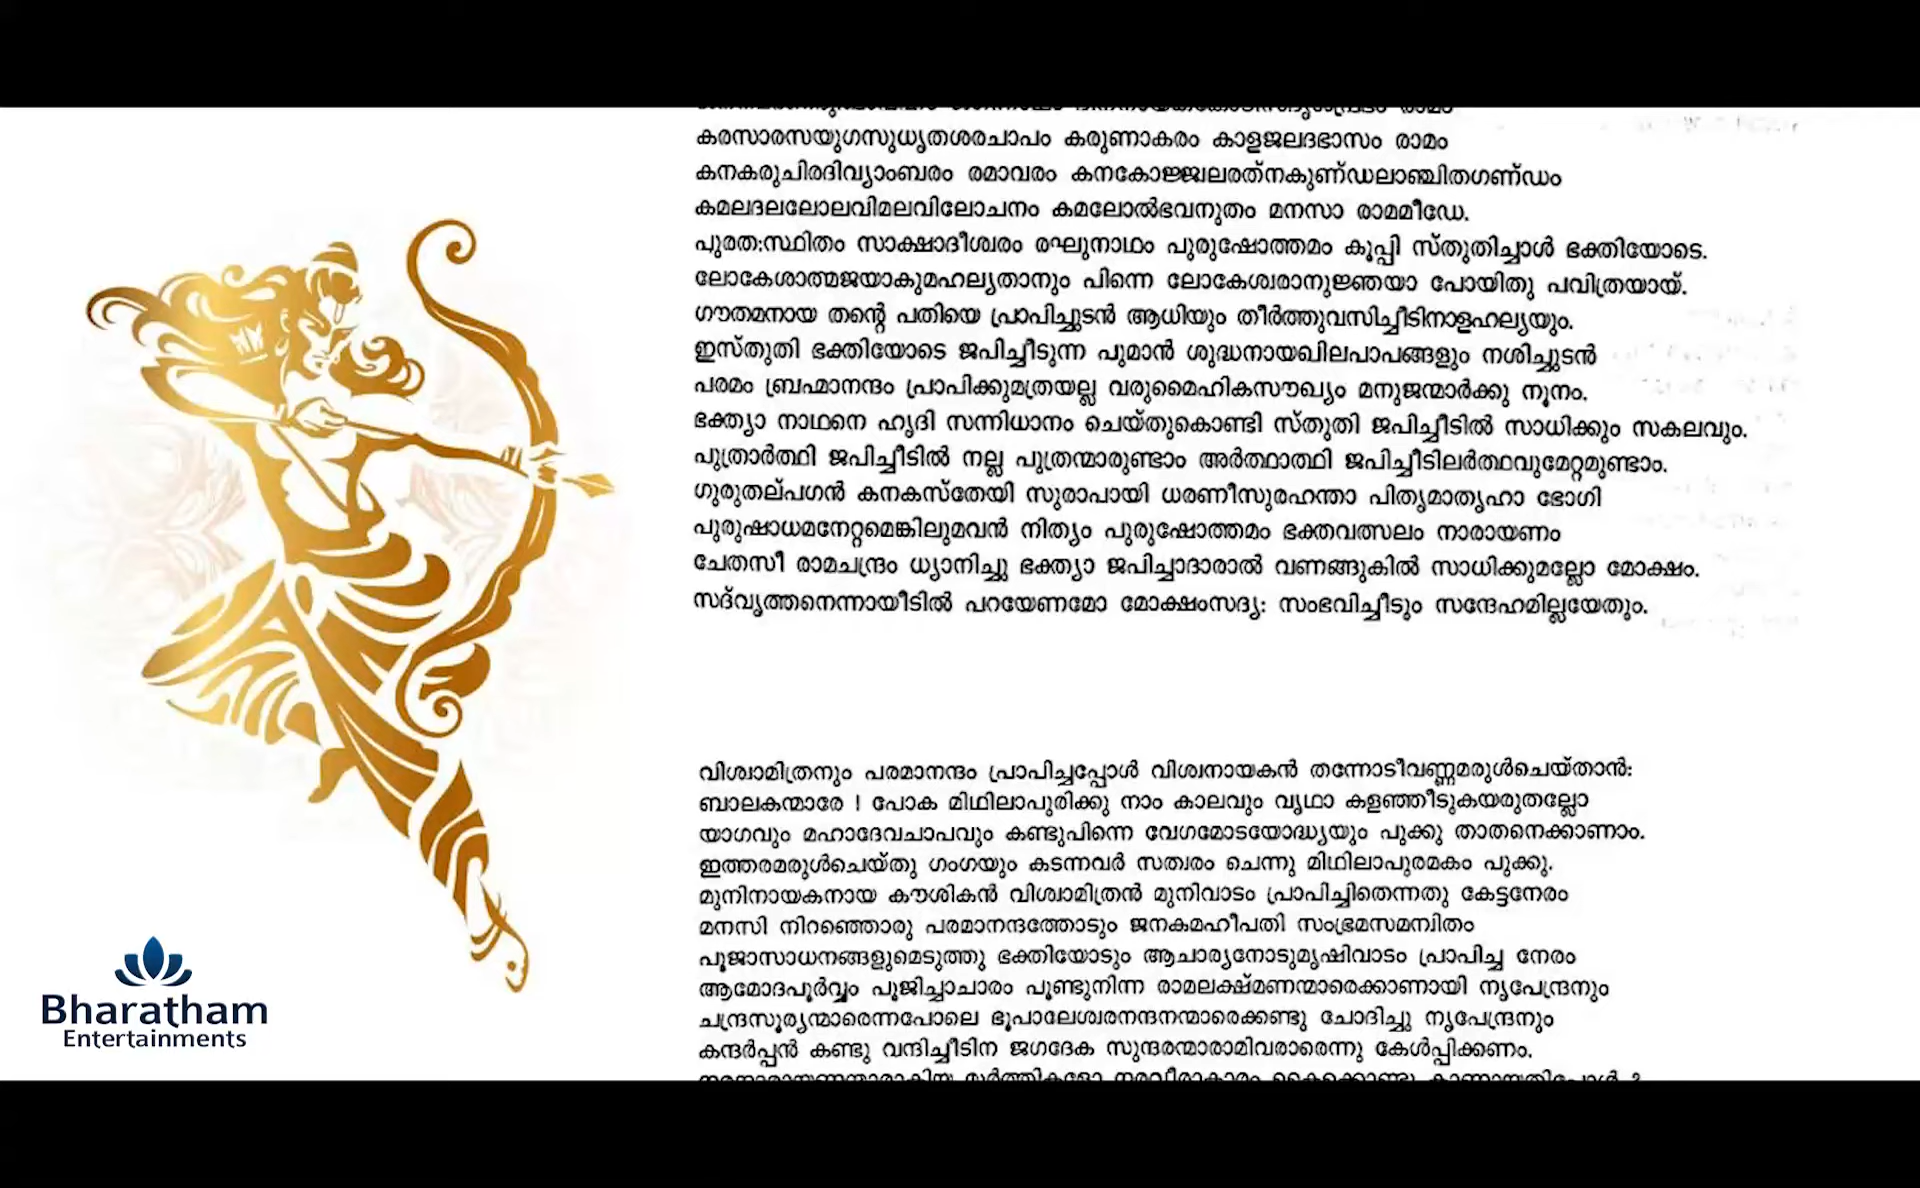 കരസാരസയുഗസുധൃതശരചാപം കരുണാകരം കാളജലദഭാസം രാമം
കനകരുചിരദിവ്യാംബരം രമാവരം കനകോജ്ജ്വലരത്നകുണ്ഡലാഞ്ചിതഗണ്ഡം
കമലദലലോലവിമലവിലോചനം കമലോൽഭവനുതം മനസാ രാമമീഡേ.
പുരത:സ്ഥിതം സാക്ഷാദീശ്വരം രഘുനാഥം പുരുഷോത്തമം കൂപ്പി സ്തുതിച്ചാൾ ഭക്തിയോടെ.
ലോകേശാത്മജയാകുമഹല്യതാനും പിന്നെ ലോകേശ്വരാനുജ്ഞയാ പോയിതു പവിത്രയായ്.
ഗൗതമനായ തന്റെ പതിയെ പ്രാപിച്ചുടൻ ആധിയും തീർത്തുവസിച്ചീടിനാളഹല്യയും.
ഇസ്തുതി ഭക്തിയോടെ ജപിച്ചീടുന്ന പുമാൻ ശുദ്ധനായഖിലപാപങ്ങളും നശിച്ചുടൻ
പരമം ബ്രഹ്മാനന്ദം പ്രാപിക്കുമത്രയല്ല വരുമൈഹികസൗഖ്യം മനുജന്മാർക്കു നൂനം.
ഭക്ത്യാ നാഥനെ ഹൃദി സന്നിധാനം ചെയ്തുകൊണ്ടി സ്തുതി ജപിച്ചീടിൽ സാധിക്കും സകലവും.
പുത്രാർത്ഥി ജപിച്ചീടിൽ നല്ല പുത്രന്മാരുണ്ടാം അർത്ഥാത്ഥി ജപിച്ചീടിലർത്ഥവുമേറ്റമുണ്ടാം.
ഗുരുതല്പഗൻ കനകസ്തേയി സുരാപായി ധരണീസുരഹന്താ പിതൃമാതൃഹാ ഭോഗി
പുരുഷാധമനേറ്റമെങ്കിലുമവൻ നിത്യം പുരുഷോത്തമം ഭക്തവത്സലം നാരായണം
ചേതസീ രാമചന്ദ്രം ധ്യാനിച്ചു ഭക്ത്യാ ജപിച്ചാദാരാൽ വണങ്ങുകിൽ സാധിക്കുമല്ലോ മോക്ഷം.
സദ്‌വൃത്തനെന്നായീടിൽ പറയേണമോ മോക്ഷംസദ്യ: സംഭവിച്ചീടും സന്ദേഹമില്ലയേതും.
വിശ്വാമിത്രനും പരമാനന്ദം പ്രാപിച്ചപ്പോൾ വിശ്വനായകൻ തന്നോടീവണ്ണമരുൾചെയ്താൻ:
ബാലകന്മാരേ ! പോക മിഥിലാപുരിക്കു നാം കാലവും വൃഥാ കളഞ്ഞീടുകയരുതല്ലോ
യാഗവും മഹാദേവചാപവും കണ്ടുപിന്നെ വേഗമോടയോദ്ധ്യയും പുക്കു താതനെക്കാണാം.
ഇത്തരമരുൾചെയ്തു ഗംഗയും കടന്നവർ സത്വരം ചെന്നു മിഥിലാപുരമകം പുക്കു.
മുനിനായകനായ കൗശികൻ വിശ്വാമിത്രൻ മുനിവാടം പ്രാപിച്ചിതെന്നതു കേട്ടനേരം
മനസി നിറഞ്ഞൊരു പരമാനന്ദത്തോടും ജനകമഹീപതി സംഭ്രമസമന്വിതം
പൂജാസാധനങ്ങളുമെടുത്തു ഭക്തിയോടും ആചാര്യനോടുമൃഷിവാടം പ്രാപിച്ച നേരം
ആമോദപൂർവ്വം പൂജിച്ചാചാരം പൂണ്ടുനിന്ന രാമലക്ഷ്മണന്മാരെക്കാണായി നൃപേന്ദ്രനും
ചന്ദ്രസൂര്യന്മാരെന്നപോലെ ഭൂപാലേശ്വരനന്ദനന്മാരെക്കണ്ടു ചോദിച്ചു നൃപേന്ദ്രനും
കന്ദർപ്പൻ കണ്ടു വന്ദിച്ചീടിന ജഗദേക സുന്ദരന്മാരാമിവരാരെന്നു കേൾപ്പിക്കണം.
Bharatham
Entertainments